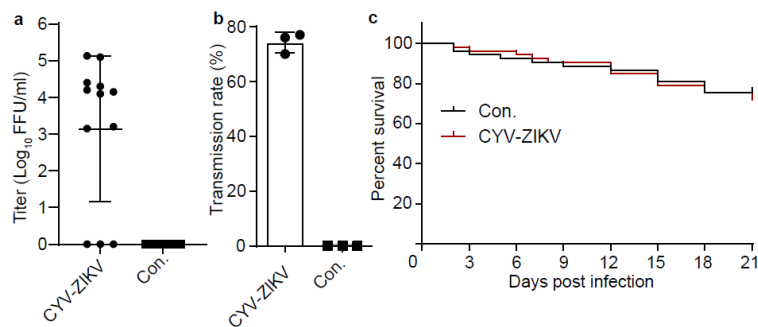 a
Titer (Log10 FFU/ml)
6
5
4
3
2
1
0
CYV-ZIKV
Con.
b
Transmission rate (%)
80
60
40
20
0
CYV-ZIKV
Con.
c
Percent survival
100
80
60
40
20
Con.
CYV-ZIKV
0 3 6 9 12 15 18 21
Days post infection